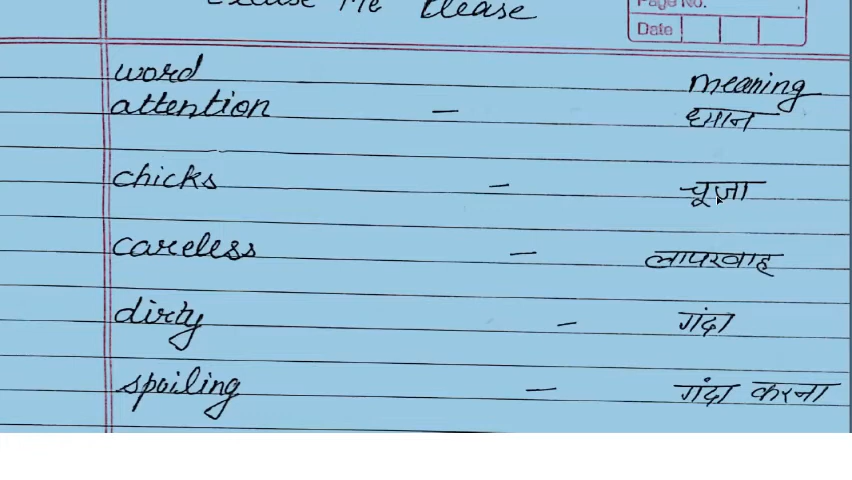 Excuse Me Please
Page No.
Date
word meaning
attention — ध्यान
chicks — चूजा
careless — लापरवाह
dirty — गंदा
spoiling — गंदा करना